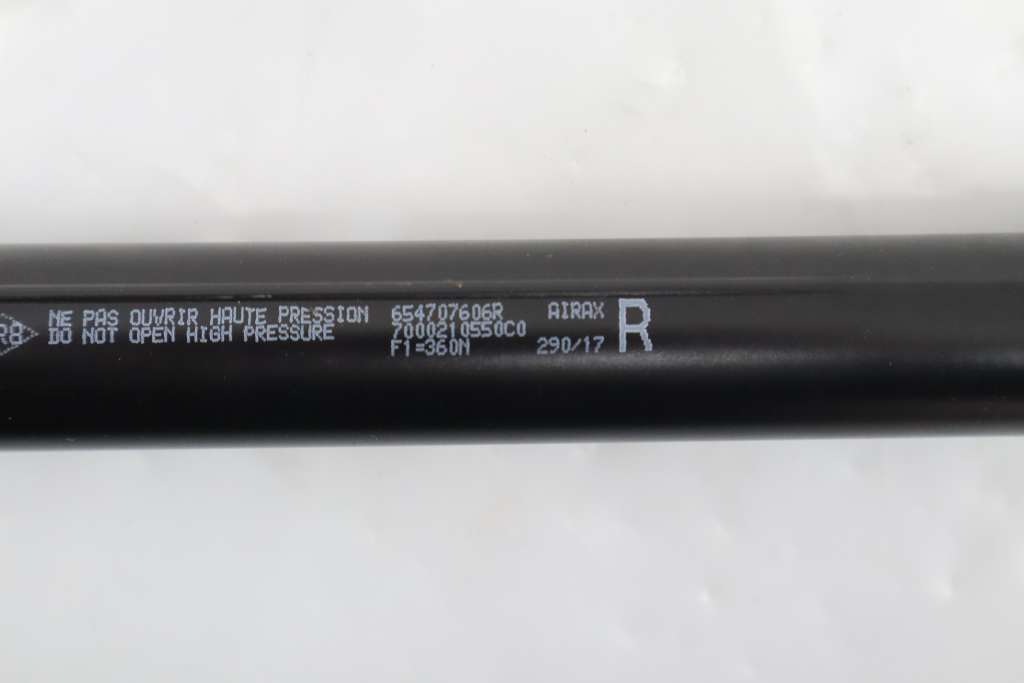 NE PAS OUVRIR HAUTE PRESSION
DO NOT OPEN HIGH PRESSURE
654707606R AIRAX
7000210550C0
F1=360N 290/17
R